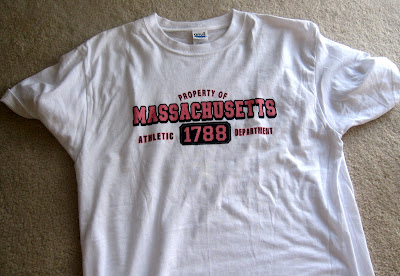 PROPERTY OF
MASSACHUSETTS
ATHLETIC 1788 DEPARTMENT